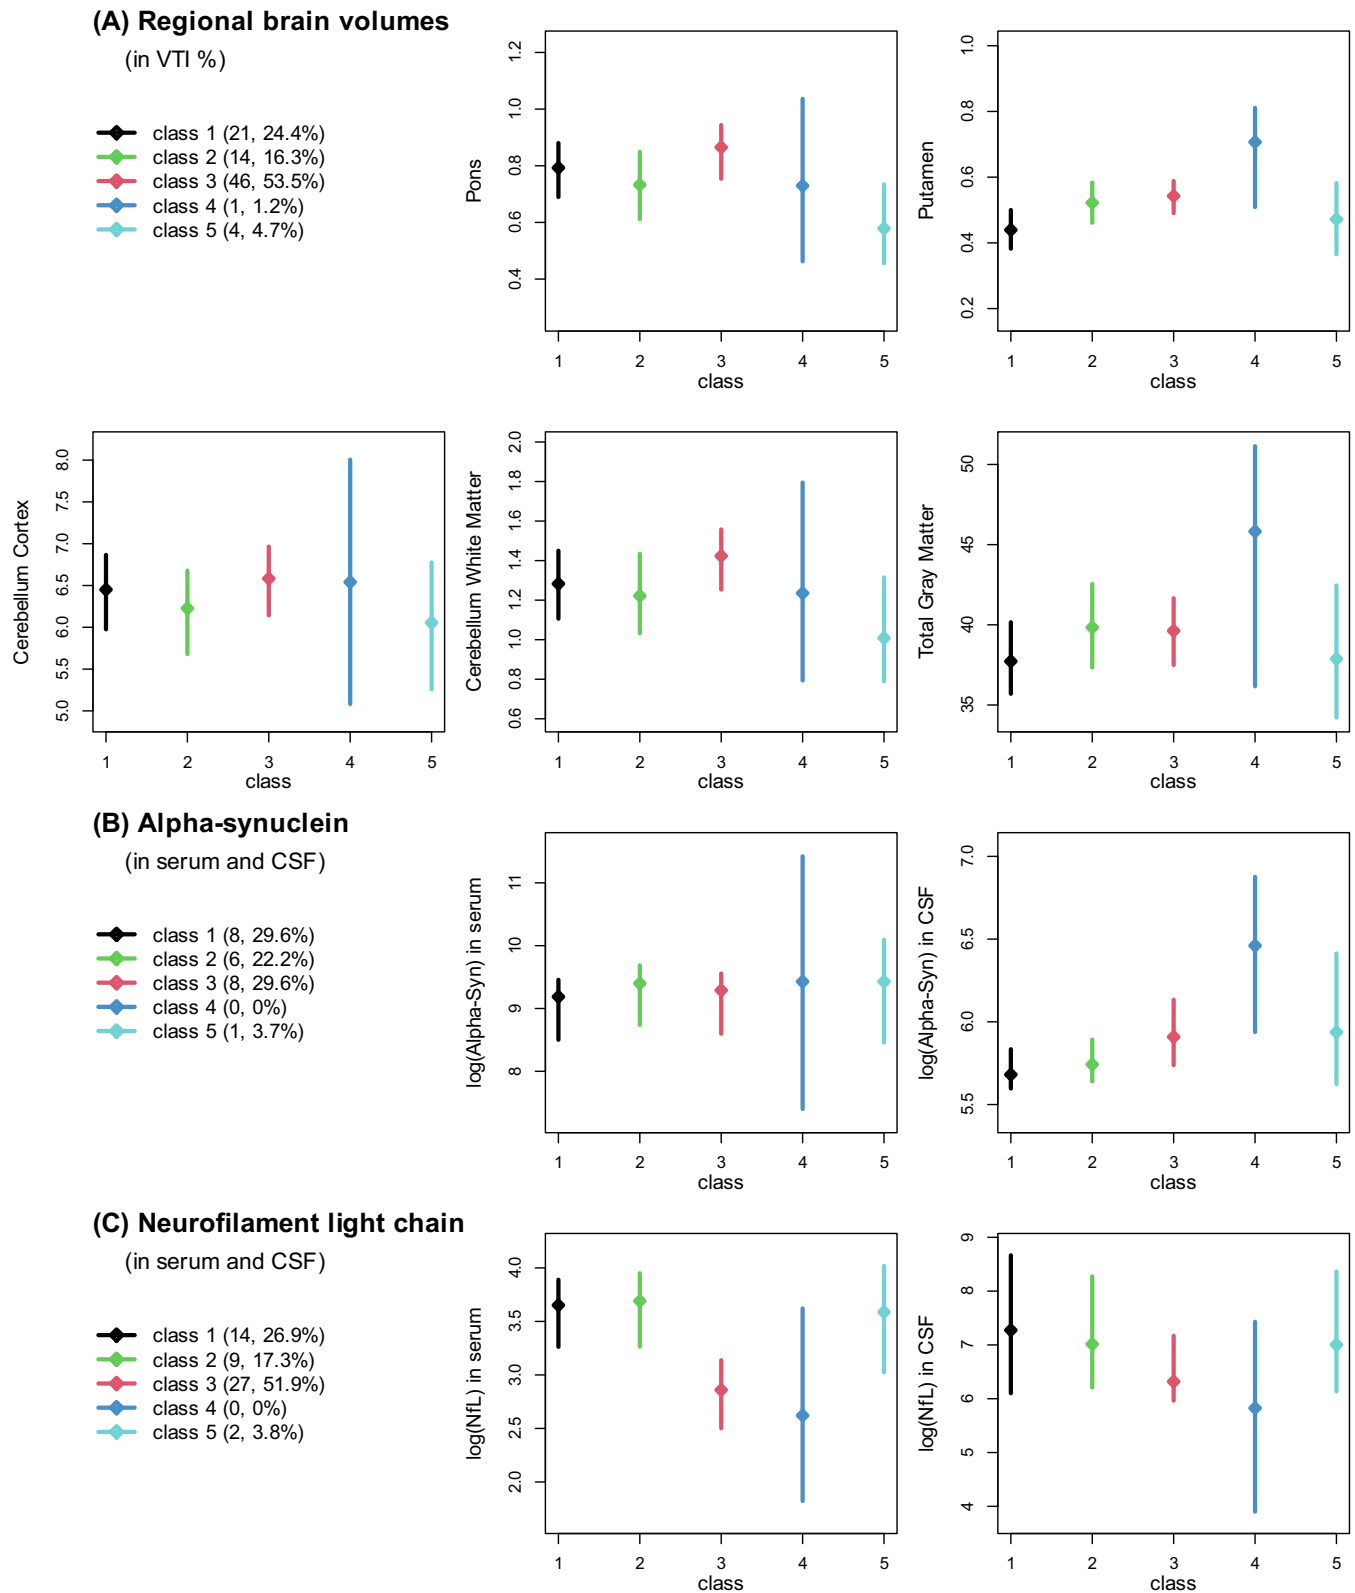 (A) Regional brain volumes
(in VTI %)
class 1 (21, 24.4%)
class 2 (14, 16.3%)
class 3 (46, 53.5%)
class 4 (1, 1.2%)
class 5 (4, 4.7%)
Pons
0.4 0.6 0.8 1.0 1.2
1 2 3 4 5
class
Putamen
0.2 0.4 0.6 0.8 1.0
1 2 3 4 5
class
Cerebellum Cortex
5.0 5.5 6.0 6.5 7.0 7.5 8.0
1 2 3 4 5
class
Cerebellum White Matter
0.6 0.8 1.0 1.2 1.4 1.6 1.8 2.0
1 2 3 4 5
class
Total Gray Matter
35 40 45 50
1 2 3 4 5
class
(B) Alpha-synuclein
(in serum and CSF)
class 1 (8, 29.6%)
class 2 (6, 22.2%)
class 3 (8, 29.6%)
class 4 (0, 0%)
class 5 (1, 3.7%)
log(Alpha-Syn) in serum
8 9 10 11
1 2 3 4 5
class
log(Alpha-Syn) in CSF
5.5 6.0 6.5 7.0
1 2 3 4 5
class
(C) Neurofilament light chain
(in serum and CSF)
class 1 (14, 26.9%)
class 2 (9, 17.3%)
class 3 (27, 51.9%)
class 4 (0, 0%)
class 5 (2, 3.8%)
log(NfL) in serum
2.0 2.5 3.0 3.5 4.0
1 2 3 4 5
class
log(NfL) in CSF
4 5 6 7 8 9
1 2 3 4 5
class